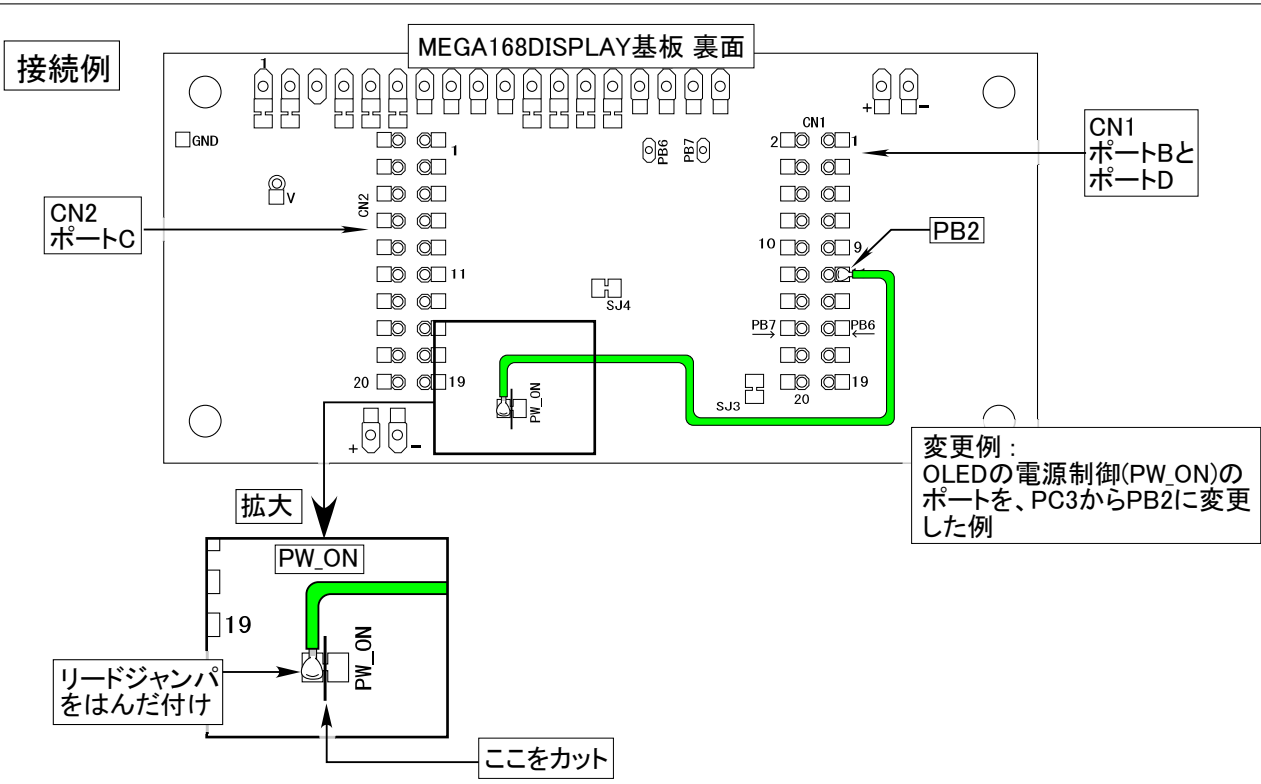 接続例
MEGA168DISPLAY基板 裏面
1
GND
V
CN2
1
11
20
19
+
-
PB6
PB7
SJ4
+
-
CN1
2
1
10
9
PB7
PB6
19
20
SJ3
PW_ON
CN1
ポートBと
ポートD
CN2
ポートC
PB2
変更例：
OLEDの電源制御(PW_ON)の
ポートを、PC3からPB2に変更
した例
拡大
PW_ON
19
PW_ON
リードジャンパ
をはんだ付け
ここをカット